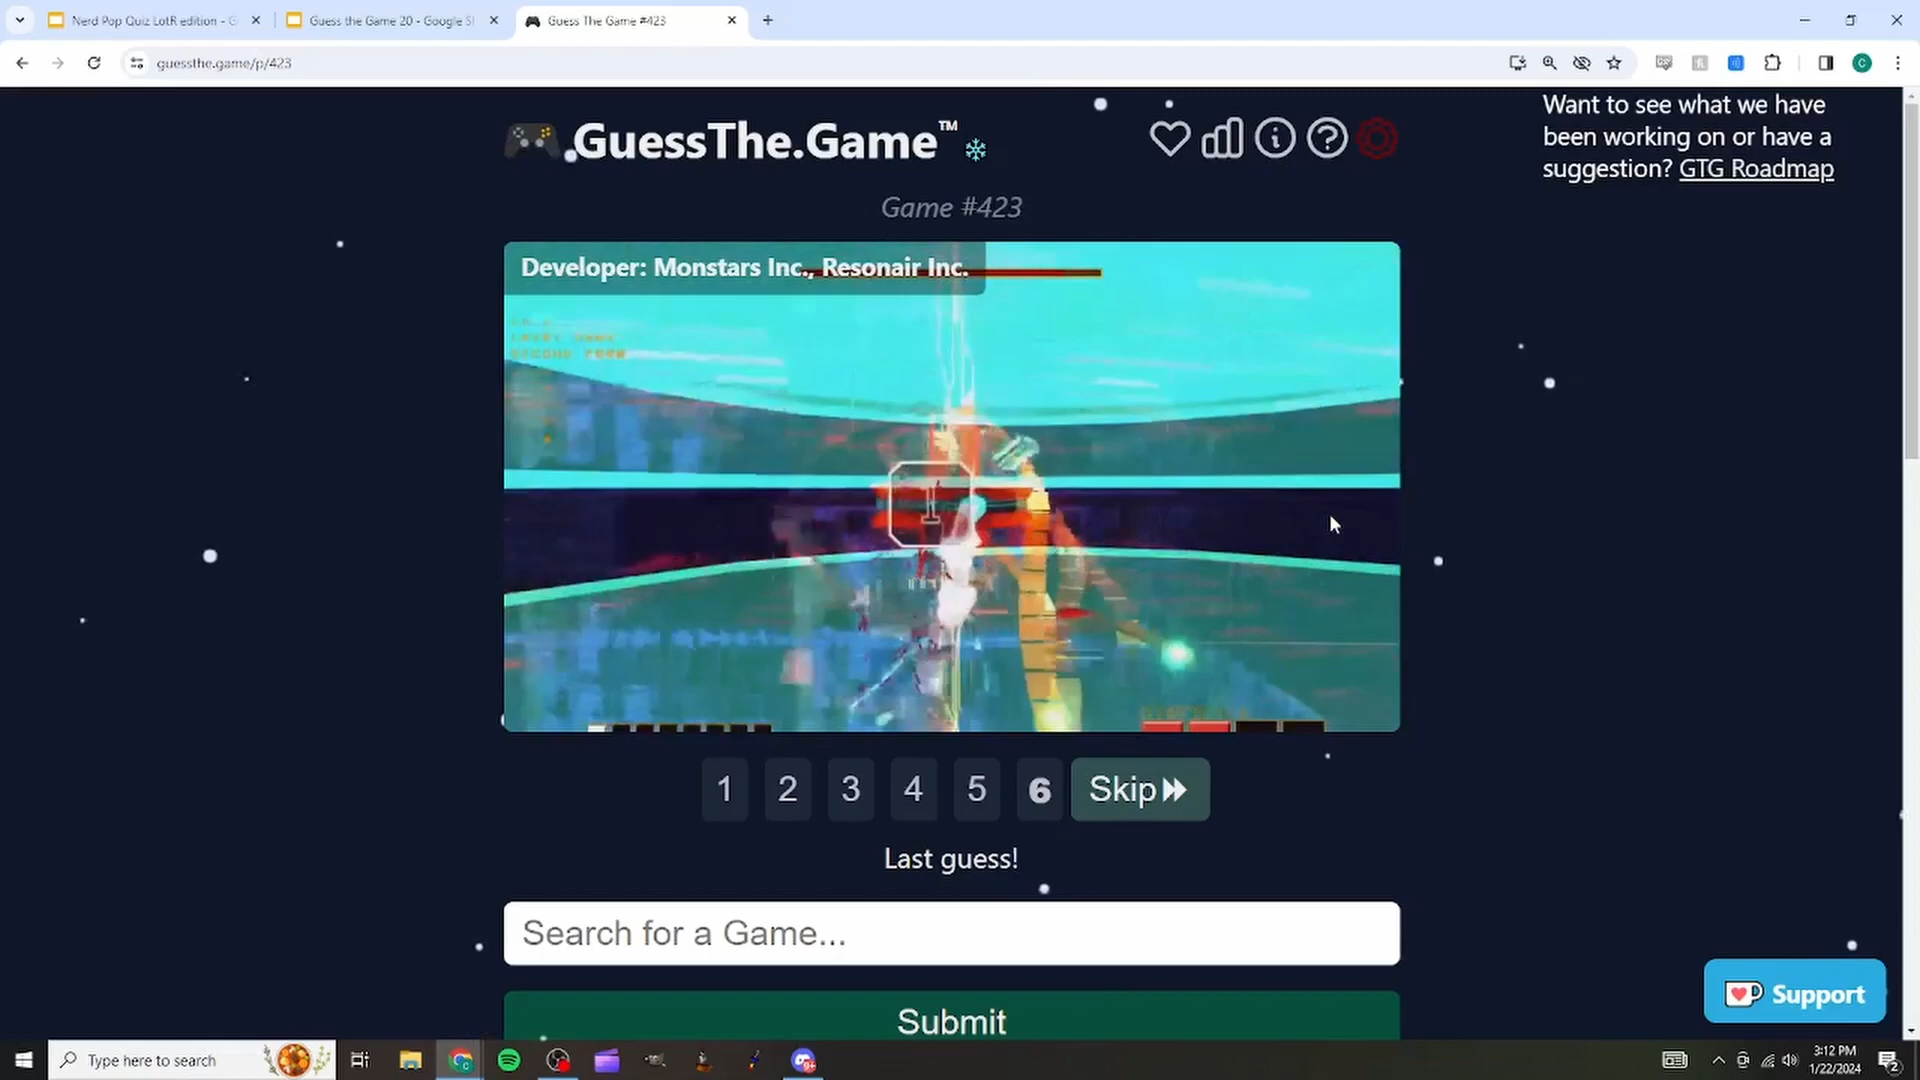 Nerd Pop Quiz LotR edition - G
Guess the Game 20 - Google Sl
Guess The Game #423
guessthe.game/p/423
C
Want to see what we have
been working on or have a
suggestion? GTG Roadmap
GuessThe.Game™
Game #423
Developer: Monstars Inc., Resonair Inc.
1
2
3
4
5
6
Skip
Last guess!
Search for a Game...
Submit
Support
Type here to search
3:12 PM
1/22/2024
2